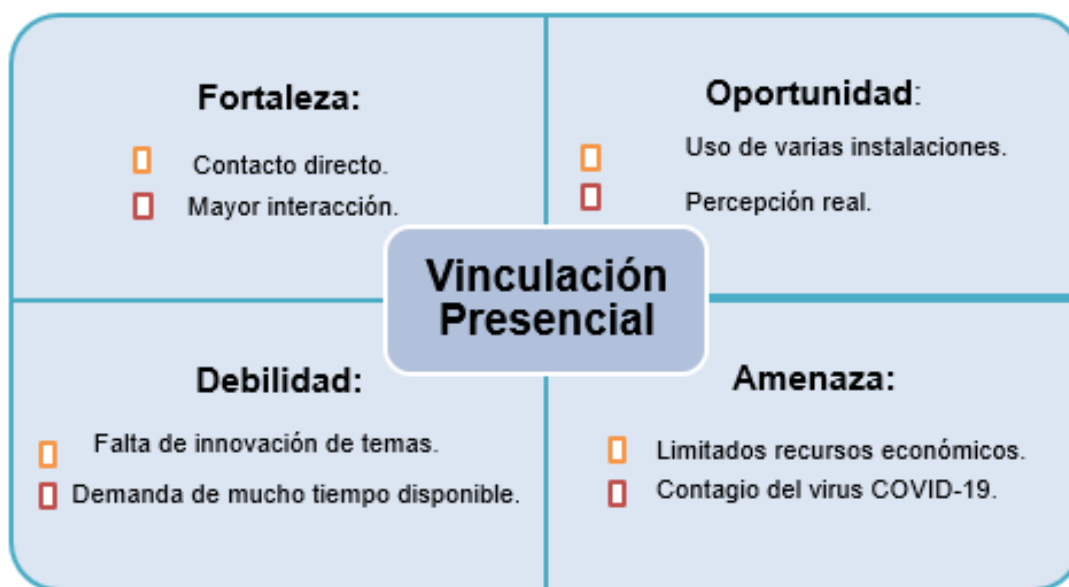 Fortaleza:
Contacto directo.
Mayor interacción.
Oportunidad:
Uso de varias instalaciones.
Percepción real.
Vinculación
Presencial
Debilidad:
Falta de innovación de temas.
Demanda de mucho tiempo disponible.
Amenaza:
Limitados recursos económicos.
Contagio del virus COVID-19.